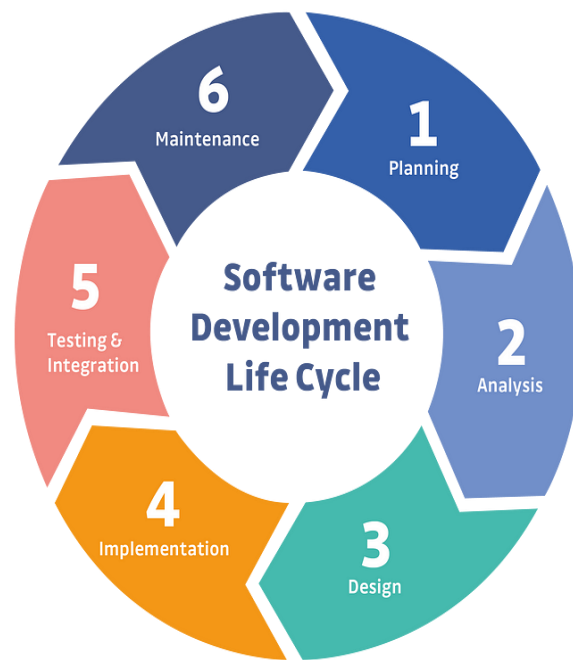 Software
Development
Life Cycle
1
Planning
2
Analysis
3
Design
4
Implementation
5
Testing &
Integration
6
Maintenance